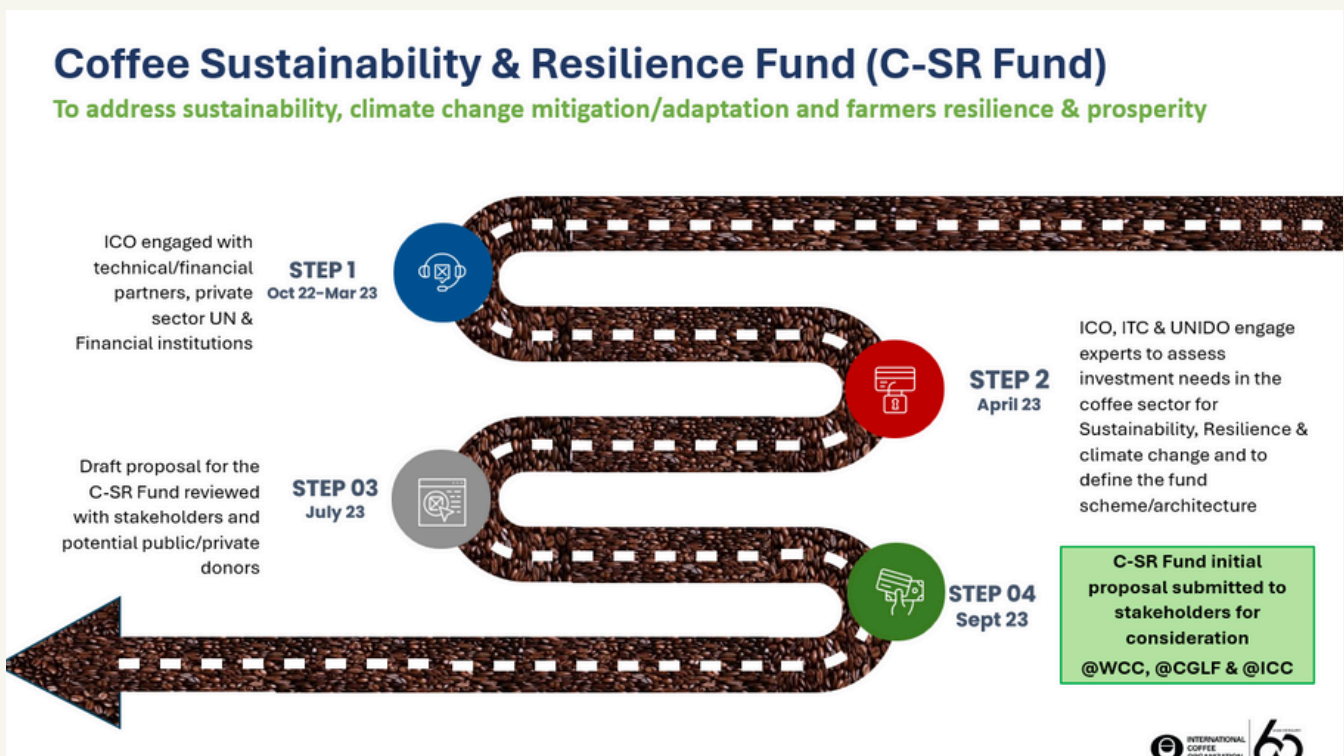 Coffee Sustainability & Resilience Fund (C-SR Fund)
To address sustainability, climate change mitigation/adaptation and farmers resilience & prosperity
ICO engaged with
technical/financial
partners, private
sector UN &
Financial institutions
STEP 1
Oct 22-Mar 23
STEP 2
April 23
ICO, ITC & UNIDO engage
experts to assess
investment needs in the
coffee sector for
Sustainability, Resilience &
climate change and to
define the fund
scheme/architecture
Draft proposal for the
C-SR Fund reviewed
with stakeholders and
potential public/private
donors
STEP 03
July 23
STEP 04
Sept 23
C-SR Fund initial
proposal submitted to
stakeholders for
consideration
@WCC, @CGLF & @ICC
INTERNATIONAL
COFFEE